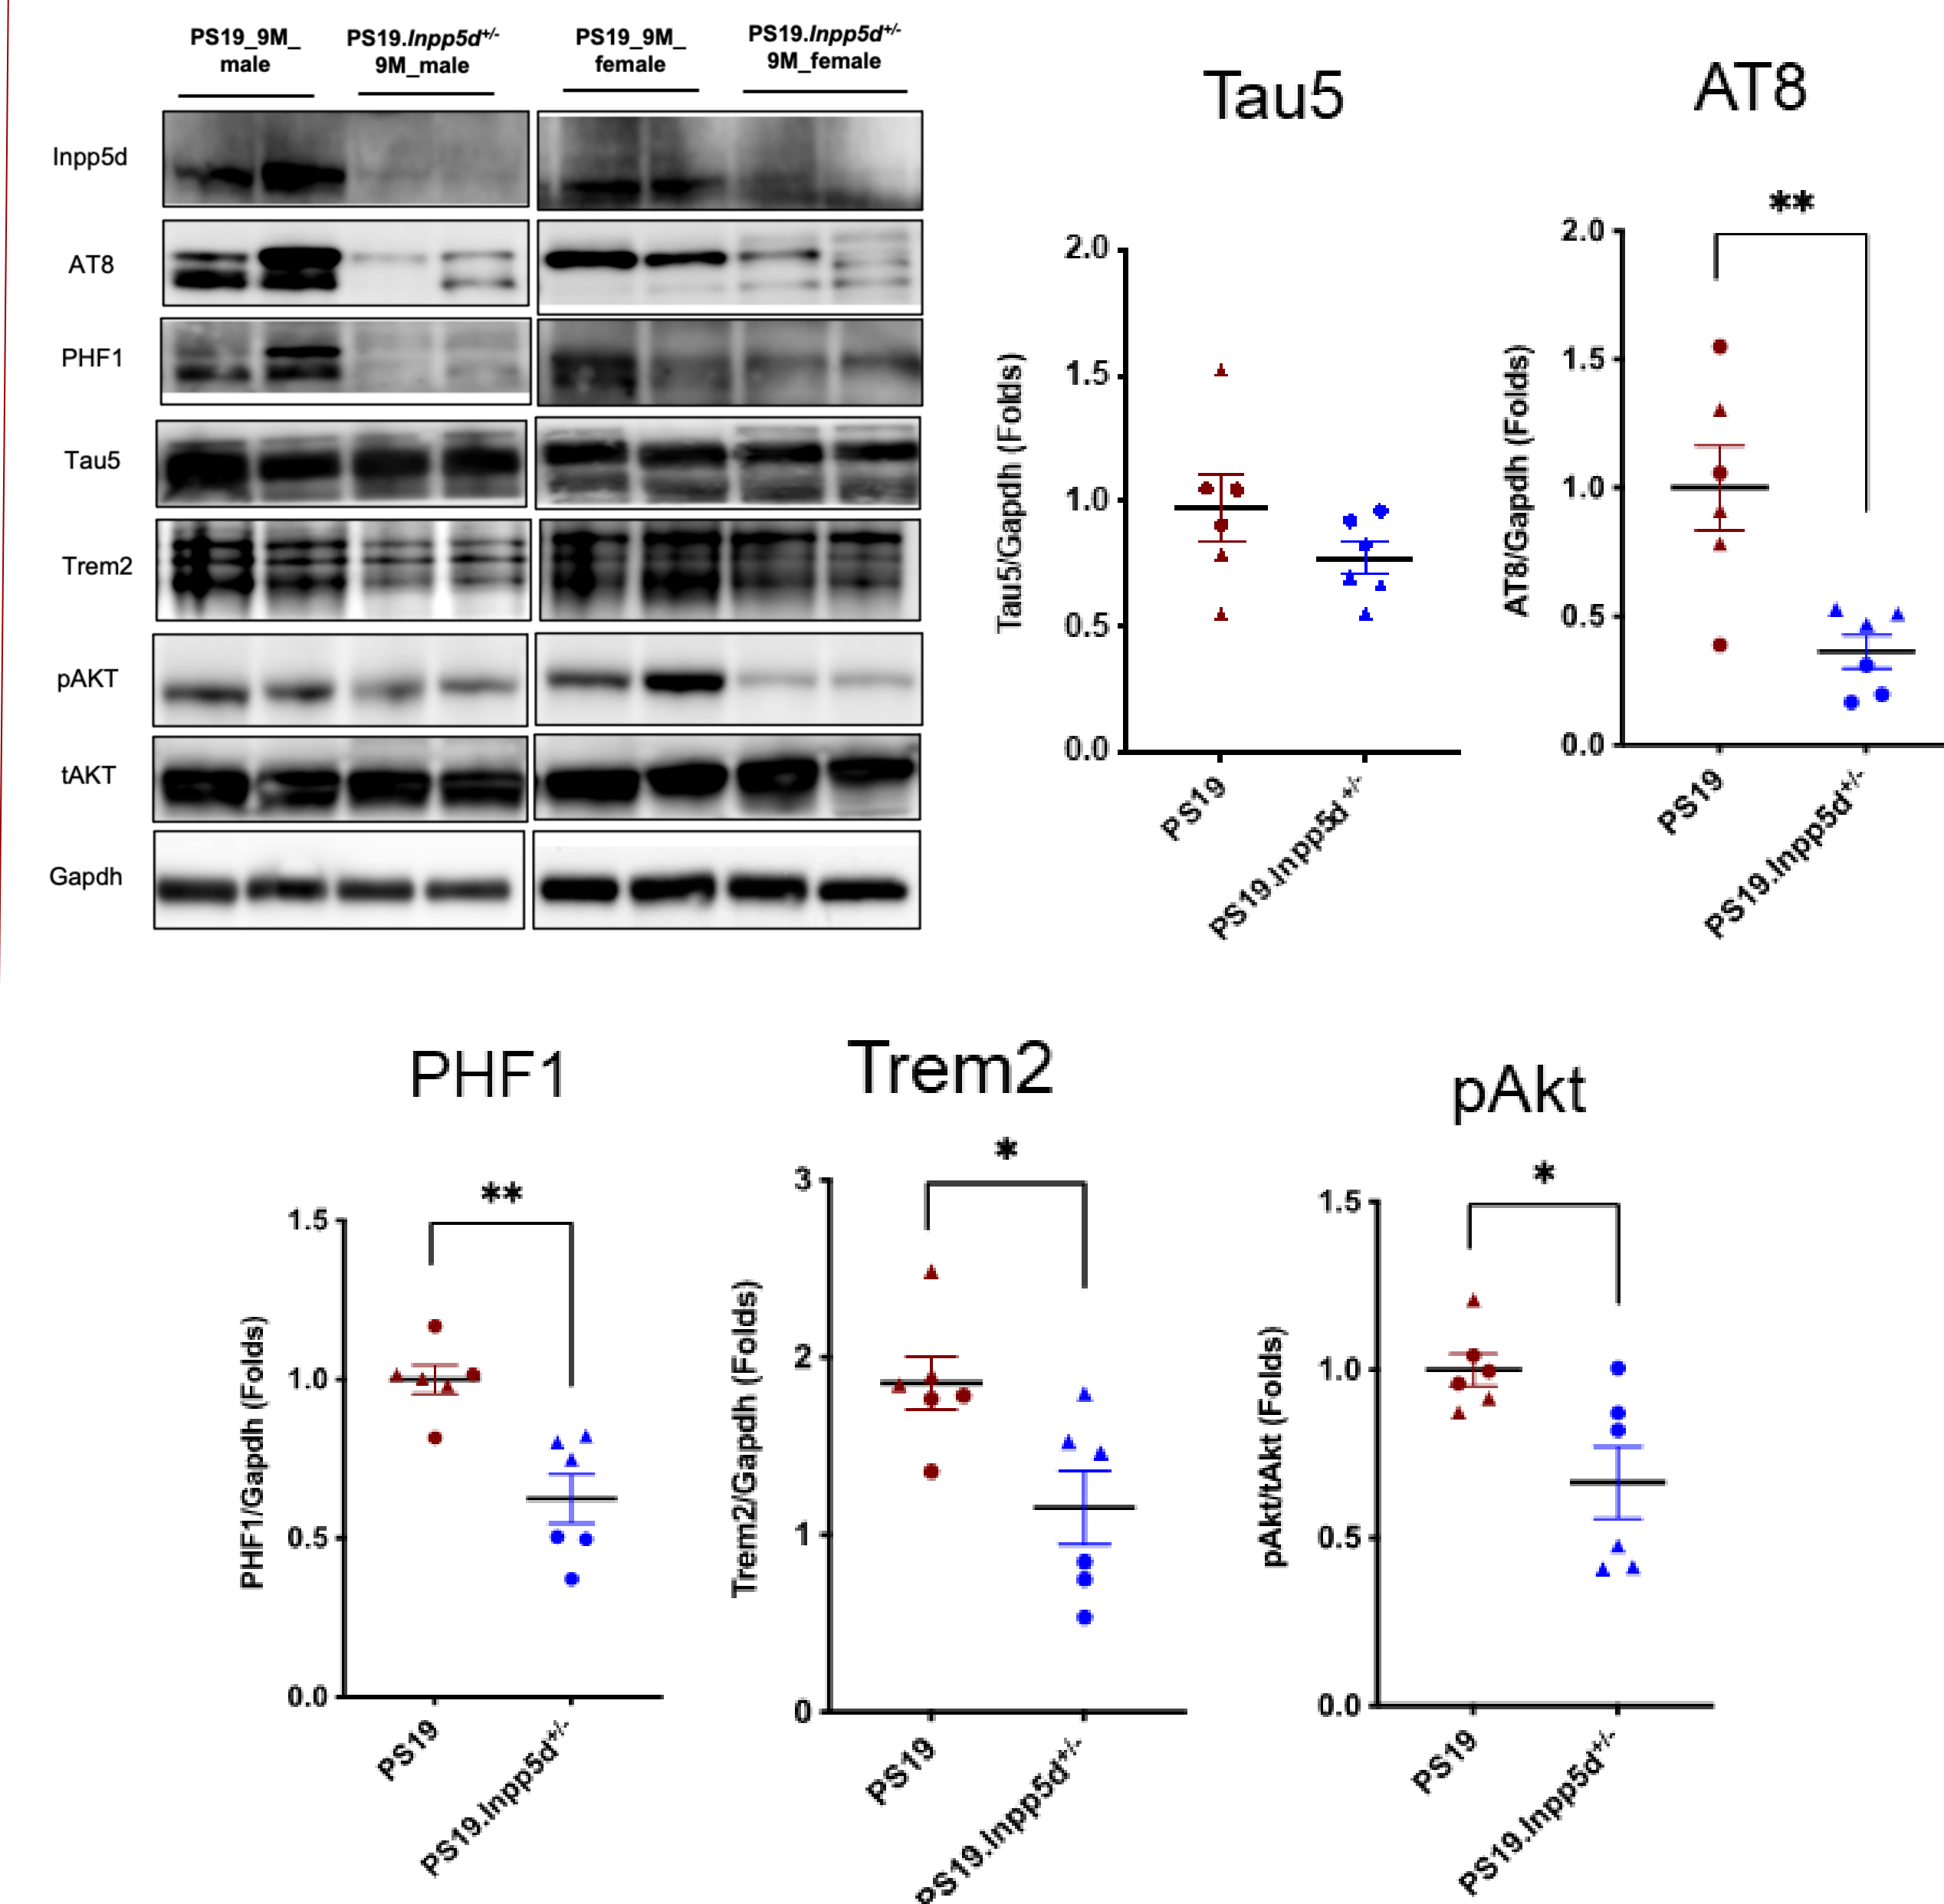 PS19_9M_
male
PS19.Inpp5d+/-
9M_male
PS19_9M_
female
PS19.Inpp5d+/-
9M_female
Inpp5d
AT8
PHF1
Tau5
Trem2
pAKT
tAKT
Gapdh
Tau5
Tau5/Gapdh (Folds)
2.0
1.5
1.0
0.5
0.0
PS19
PS19.Inpp5d+/-
AT8
**
AT8/Gapdh (Folds)
2.0
1.5
1.0
0.5
0.0
PS19
PS19.Inpp5d+/-
PHF1
**
PHF1/Gapdh (Folds)
1.5
1.0
0.5
0.0
PS19
PS19.Inpp5d+/-
Trem2
*
Trem2/Gapdh (Folds)
3
2
1
0
PS19
PS19.Inpp5d+/-
pAkt
*
pAkt/tAkt (Folds)
1.5
1.0
0.5
0.0
PS19
PS19.Inpp5d+/-